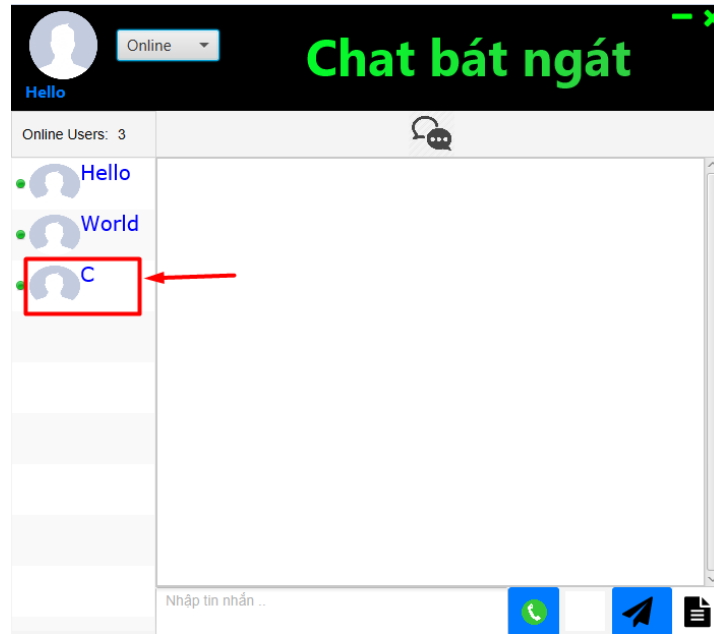 Online
Chat bát ngát
Hello
Online Users: 3
Hello
World
C
Nhập tin nhắn ..